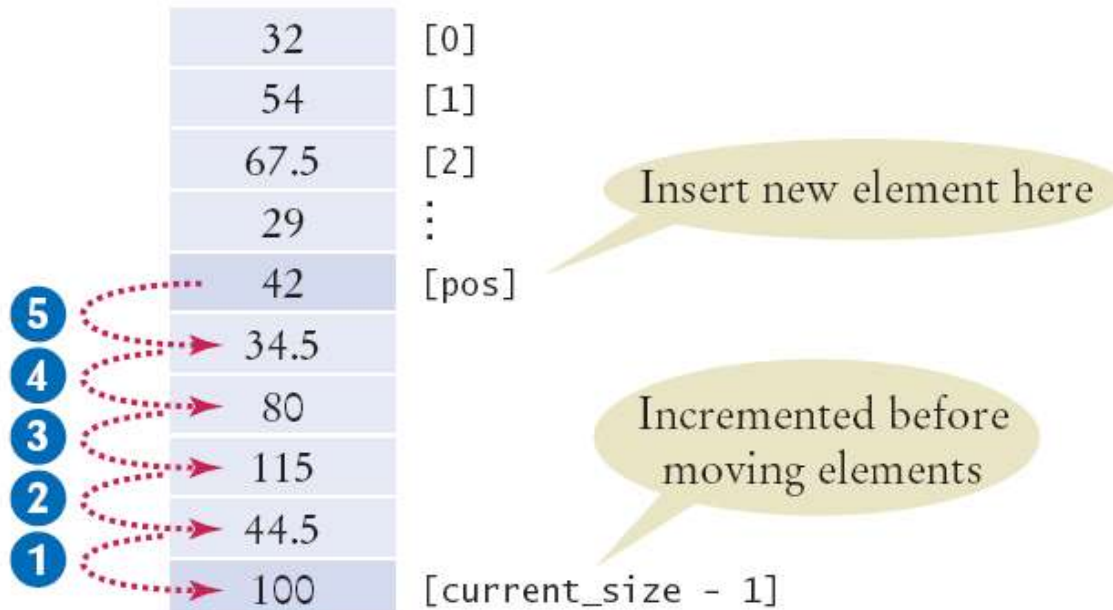 32 [0]
54 [1]
67.5 [2]
Insert new element here
29 ⋮
42 [pos]
5
34.5
4
80
Incremented before
3
115
moving elements
2
44.5
1
100 [current_size - 1]